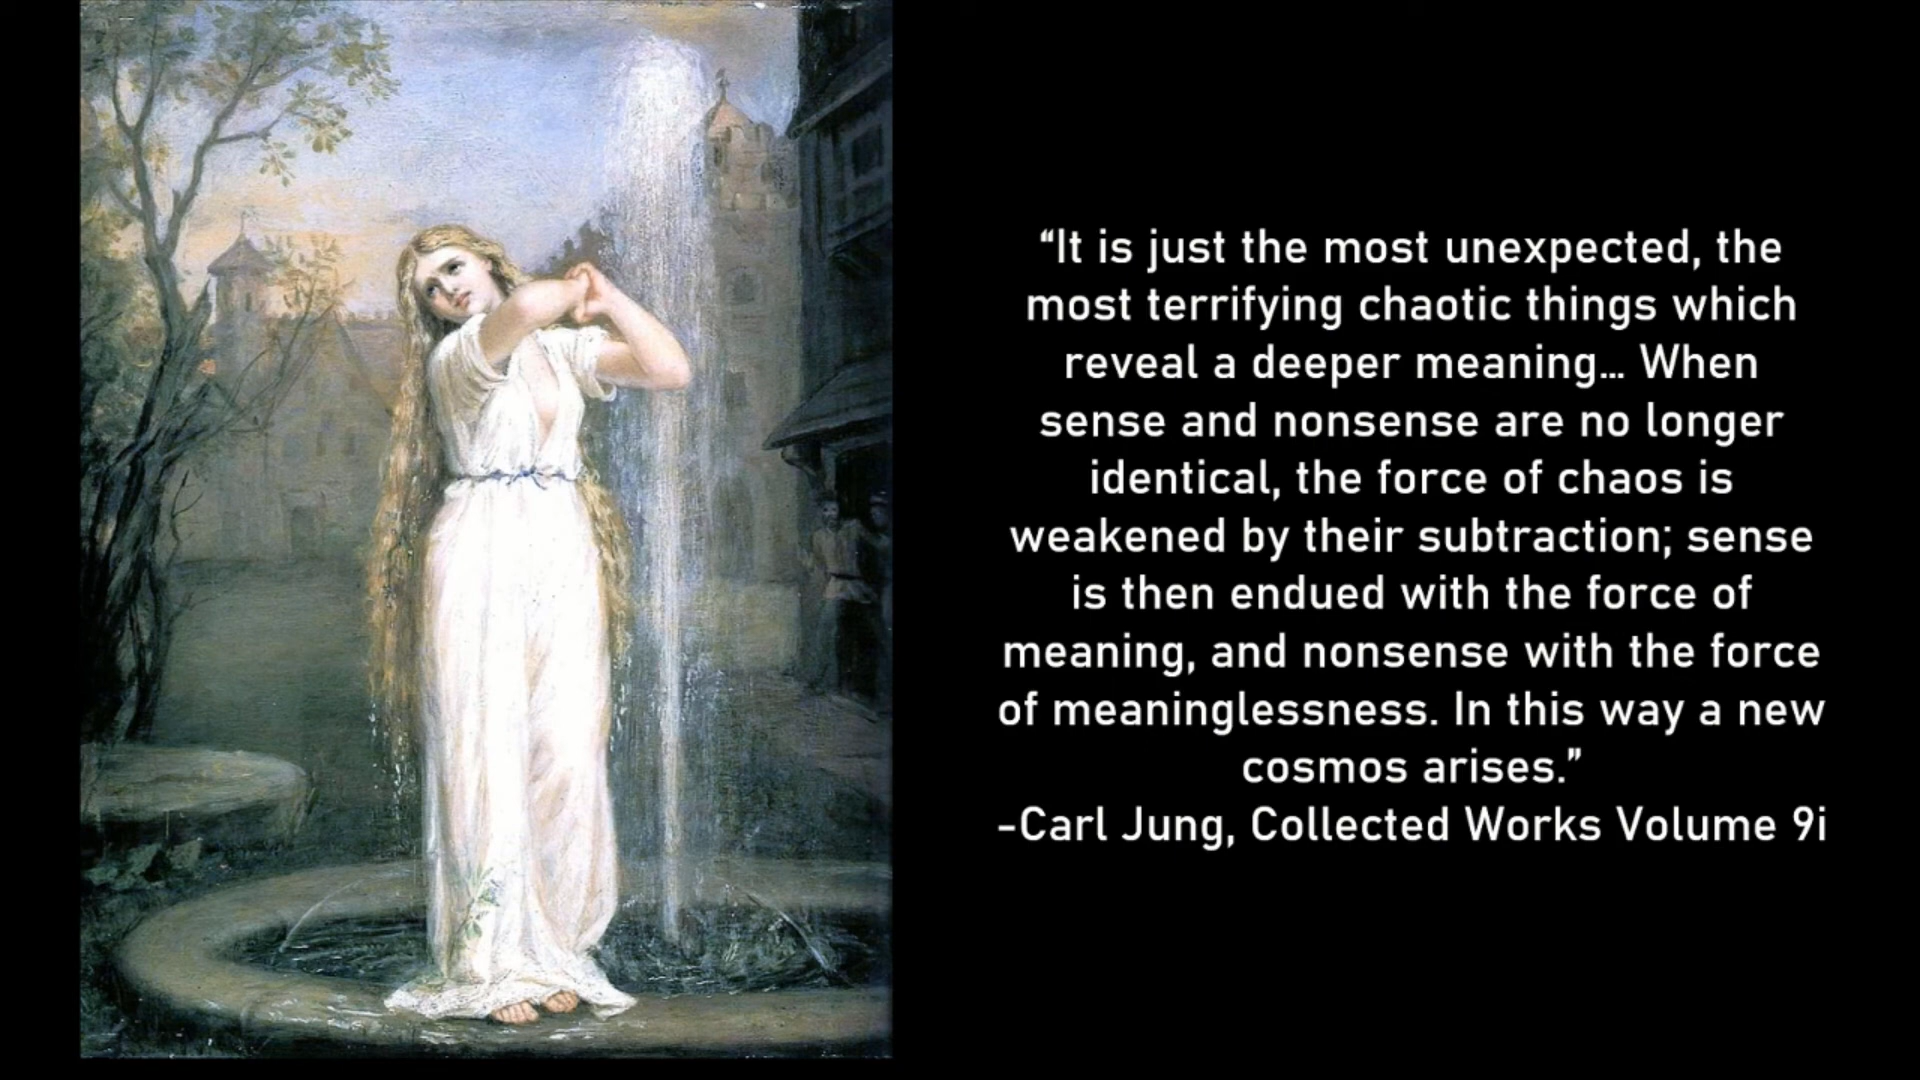 “It is just the most unexpected, the
most terrifying chaotic things which
reveal a deeper meaning... When
sense and nonsense are no longer
identical, the force of chaos is
weakened by their subtraction; sense
is then endued with the force of
meaning, and nonsense with the force
of meaninglessness. In this way a new
cosmos arises.”
-Carl Jung, Collected Works Volume 9i